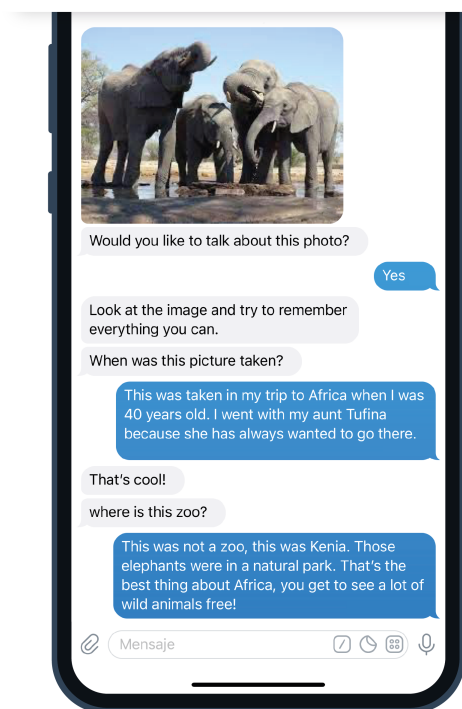 Would you like to talk about this photo?
Yes
Look at the image and try to remember
everything you can.
When was this picture taken?
This was taken in my trip to Africa when I was
40 years old. I went with my aunt Tufina
because she has always wanted to go there.
That's cool!
where is this zoo?
This was not a zoo, this was Kenia. Those
elephants were in a natural park. That's the
best thing about Africa, you get to see a lot of
wild animals free!
Mensaje